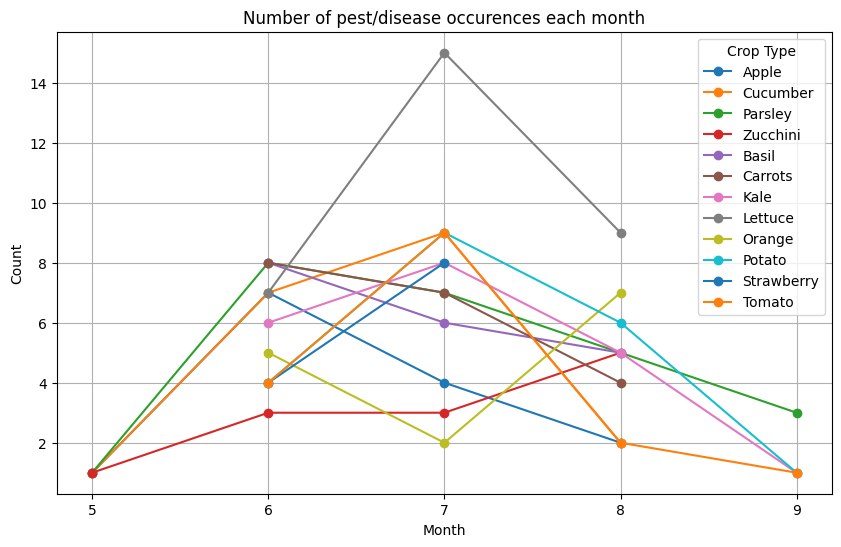 Number of pest/disease occurences each month
Crop Type
Apple
Cucumber
Parsley
Zucchini
Basil
Carrots
Kale
Lettuce
Orange
Potato
Strawberry
Tomato
Count
14
12
10
8
6
4
2
5 6 7 8 9
Month